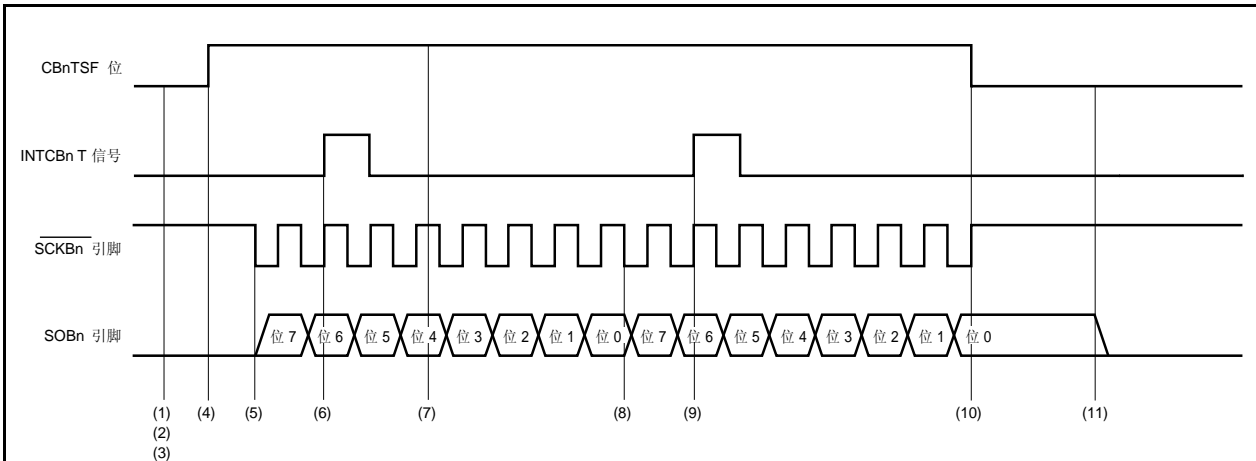 CBnTSF 位
INTCBn T 信号
SCKBn 引脚
SOBn 引脚
位 7 位 6 位 5 位 4 位 3 位 2 位 1 位 0 位 7 位 6 位 5 位 4 位 3 位 2 位 1 位 0
(1) (4) (5) (6) (7) (8) (9) (10) (11)
(2)
(3)